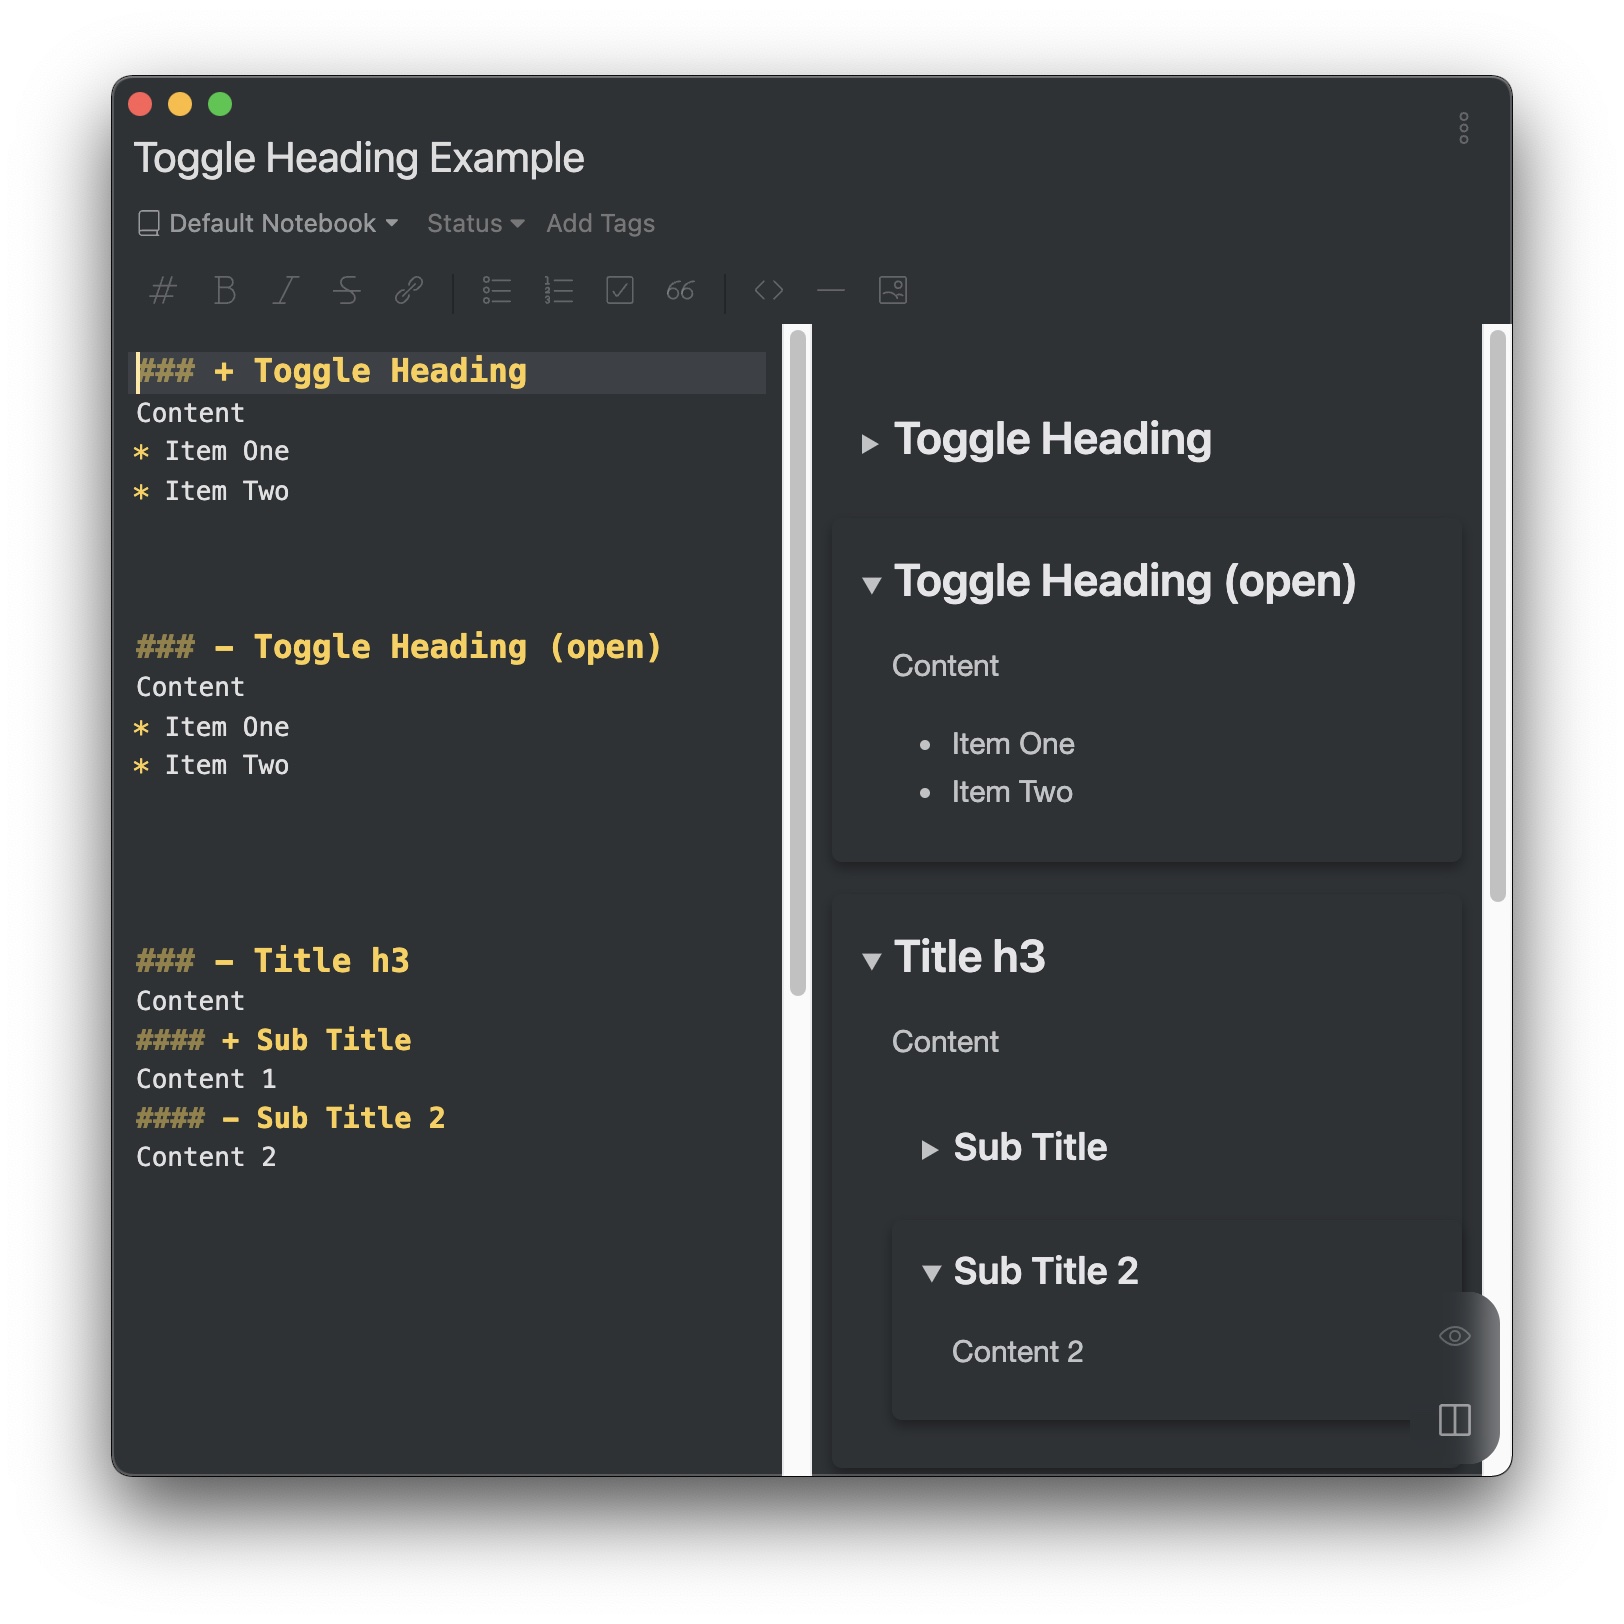 Toggle Heading Example
Default Notebook Status Add Tags
### + Toggle Heading
Content
* Item One
* Item Two
### - Toggle Heading (open)
Content
* Item One
* Item Two
### - Title h3
Content
#### + Sub Title
Content 1
#### - Sub Title 2
Content 2
Toggle Heading
Toggle Heading (open)
Content
• Item One
• Item Two
Title h3
Content
Sub Title
Sub Title 2
Content 2